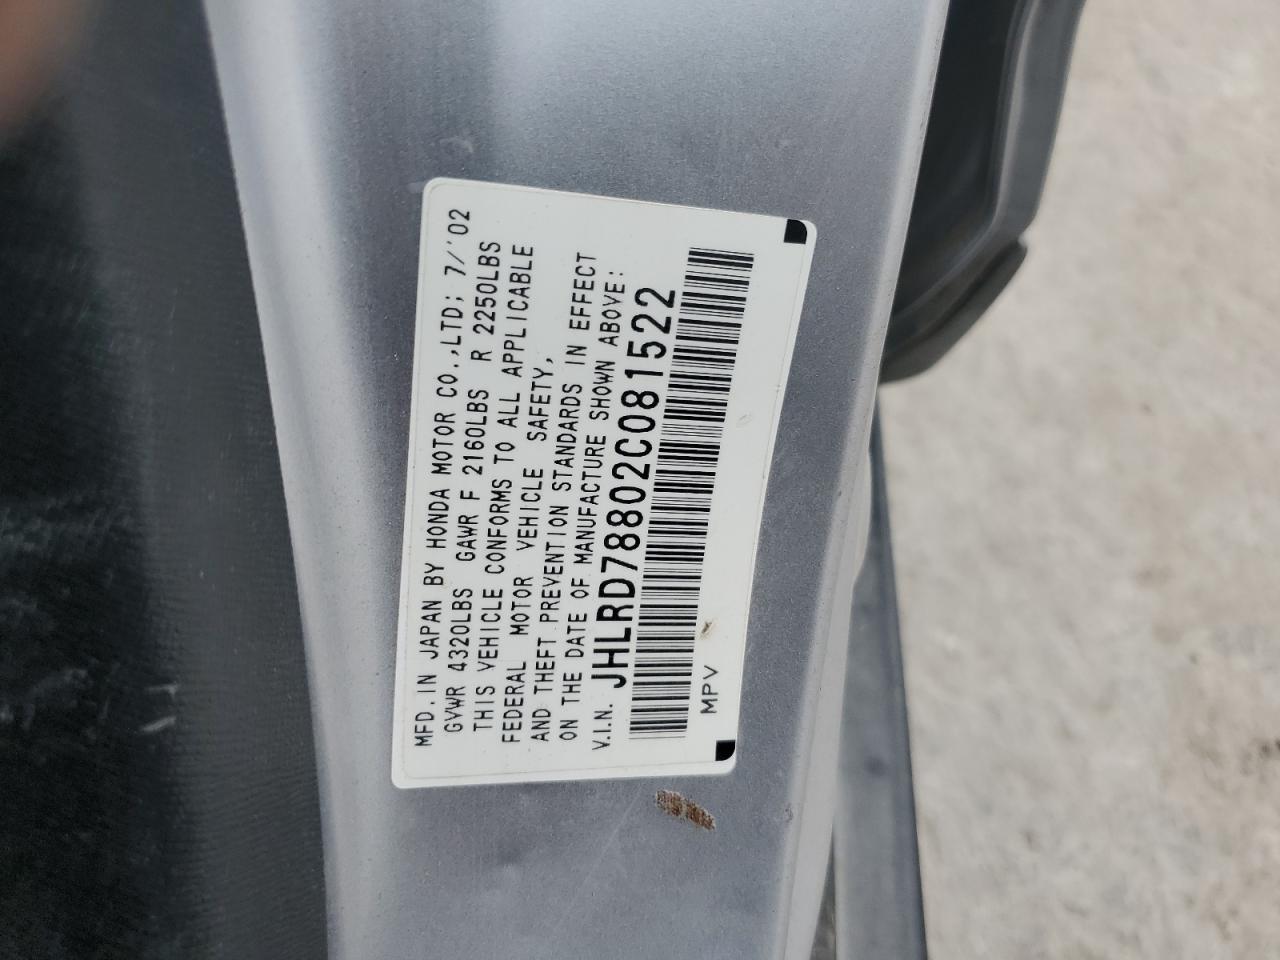 MFD. IN JAPAN BY HONDA MOTOR CO.,LTD; 7/'02
GVWR 4320LBS GAWR F 2160LBS R 2250LBS
THIS VEHICLE CONFORMS TO ALL APPLICABLE
FEDERAL MOTOR VEHICLE SAFETY,
AND THEFT PREVENTION STANDARDS IN EFFECT
ON THE DATE OF MANUFACTURE SHOWN ABOVE:
V.I.N. JHLRD78802C081522
MPV